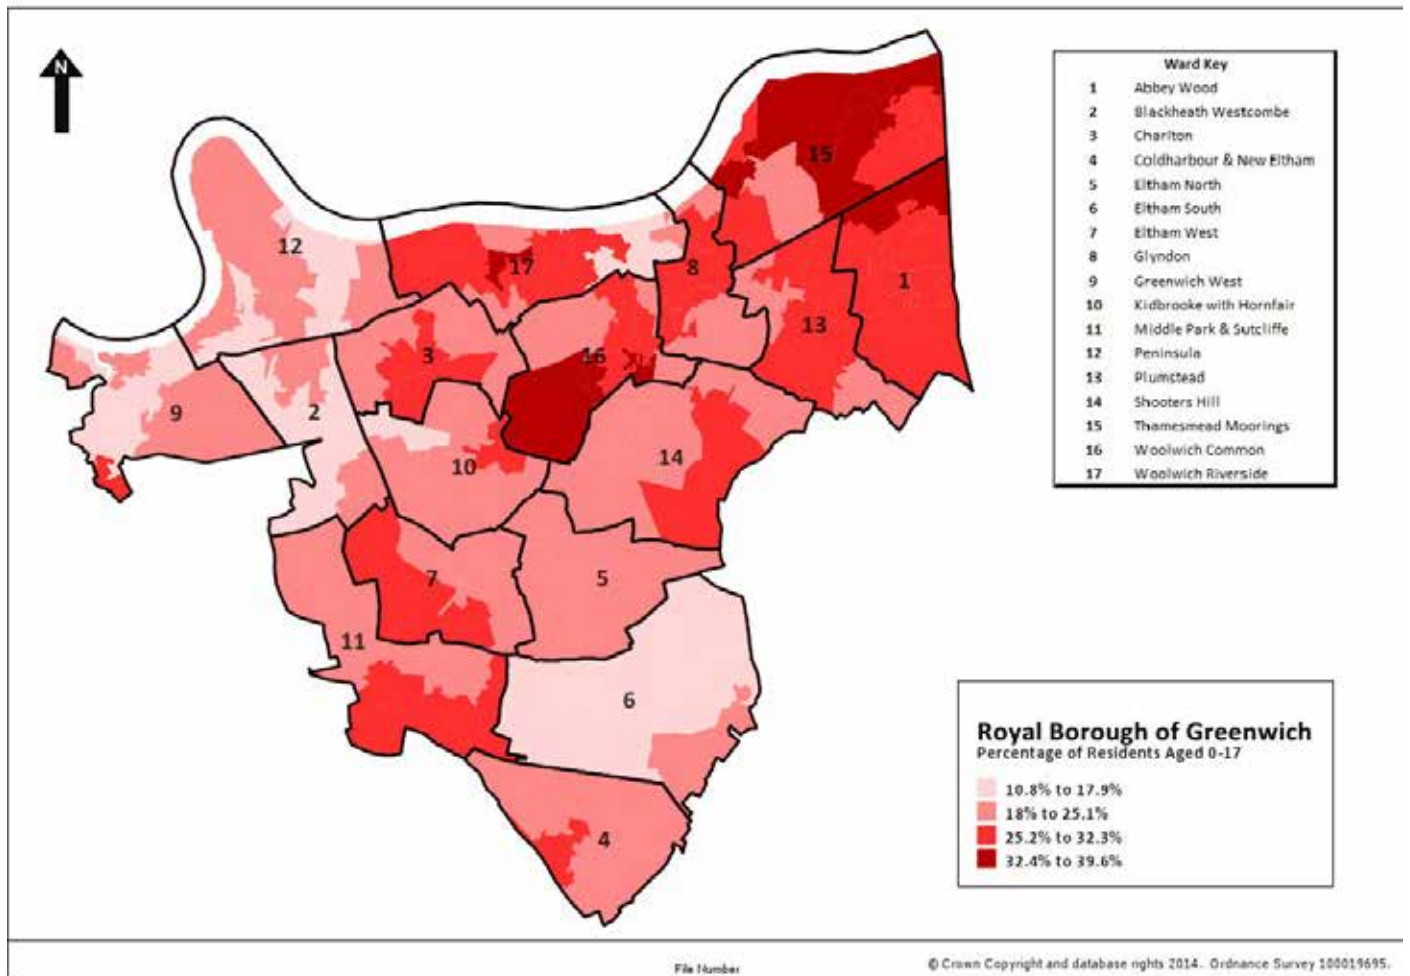 N
Ward Key
1 Abbey Wood
2 Blackheath Westcombe
3 Charlton
4 Coldharbour & New Eltham
5 Eltham North
6 Eltham South
7 Eltham West
8 Glyndon
9 Greenwich West
10 Kidbrooke with Hornfair
11 Middle Park & Sutcliffe
12 Peninsula
13 Plumstead
14 Shooters Hill
15 Thamesmead Moorings
16 Woolwich Common
17 Woolwich Riverside
15
12
17
8
1
13
3
16
9
2
10
14
7
5
11
6
4
Royal Borough of Greenwich
Percentage of Residents Aged 0-17
10.8% to 17.9%
18% to 25.1%
25.2% to 32.3%
32.4% to 39.6%
File Number
© Crown Copyright and database rights 2014. Ordnance Survey 100019695.